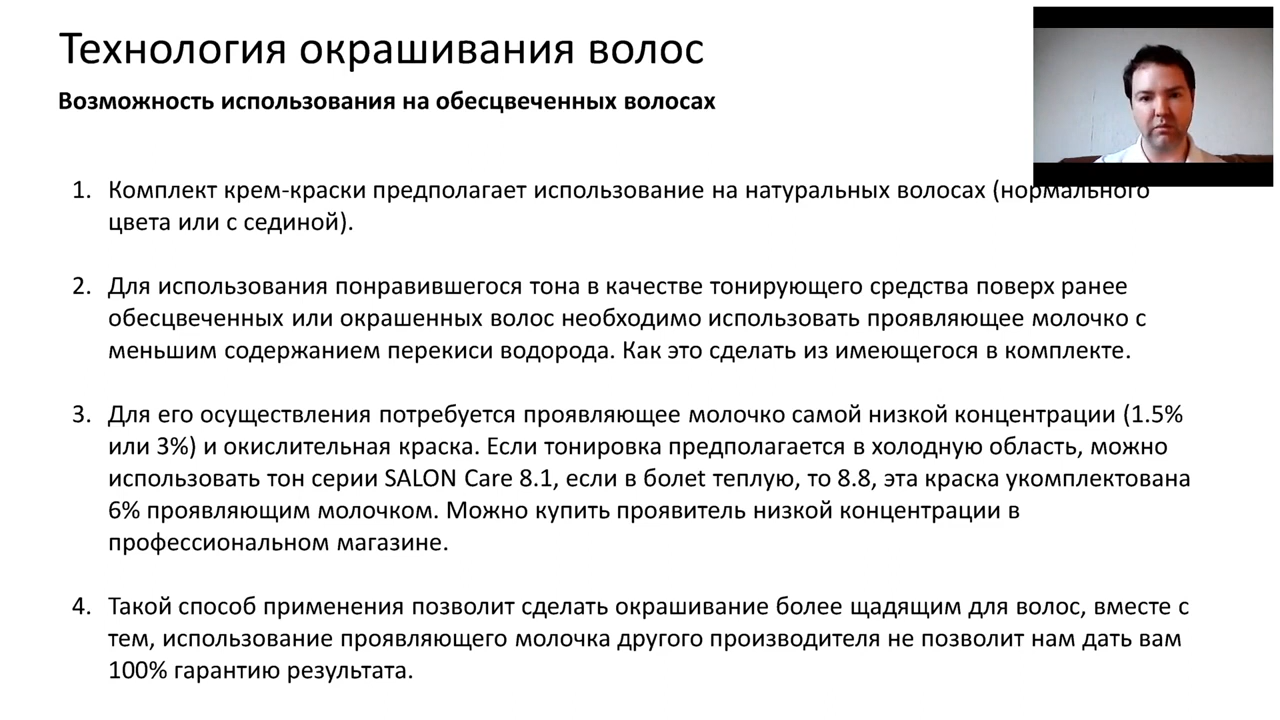 Технология окрашивания волос
Возможность использования на обесцвеченных волосах
1. Комплект крем-краски предполагает использование на натуральных волосах (нормального
цвета или с сединой).
2. Для использования понравившегося тона в качестве тонирующего средства поверх ранее
обесцвеченных или окрашенных волос необходимо использовать проявляющее молочко с
меньшим содержанием перекиси водорода. Как это сделать из имеющегося в комплекте.
3. Для его осуществления потребуется проявляющее молочко самой низкой концентрации (1.5%
или 3%) и окислительная краска. Если тонировка предполагается в холодную область, можно
использовать тон серии SALON Care 8.1, если в болеt теплую, то 8.8, эта краска укомплектована
6% проявляющим молочком. Можно купить проявитель низкой концентрации в
профессиональном магазине.
4. Такой способ применения позволит сделать окрашивание более щадящим для волос, вместе с
тем, использование проявляющего молочка другого производителя не позволит нам дать вам
100% гарантию результата.